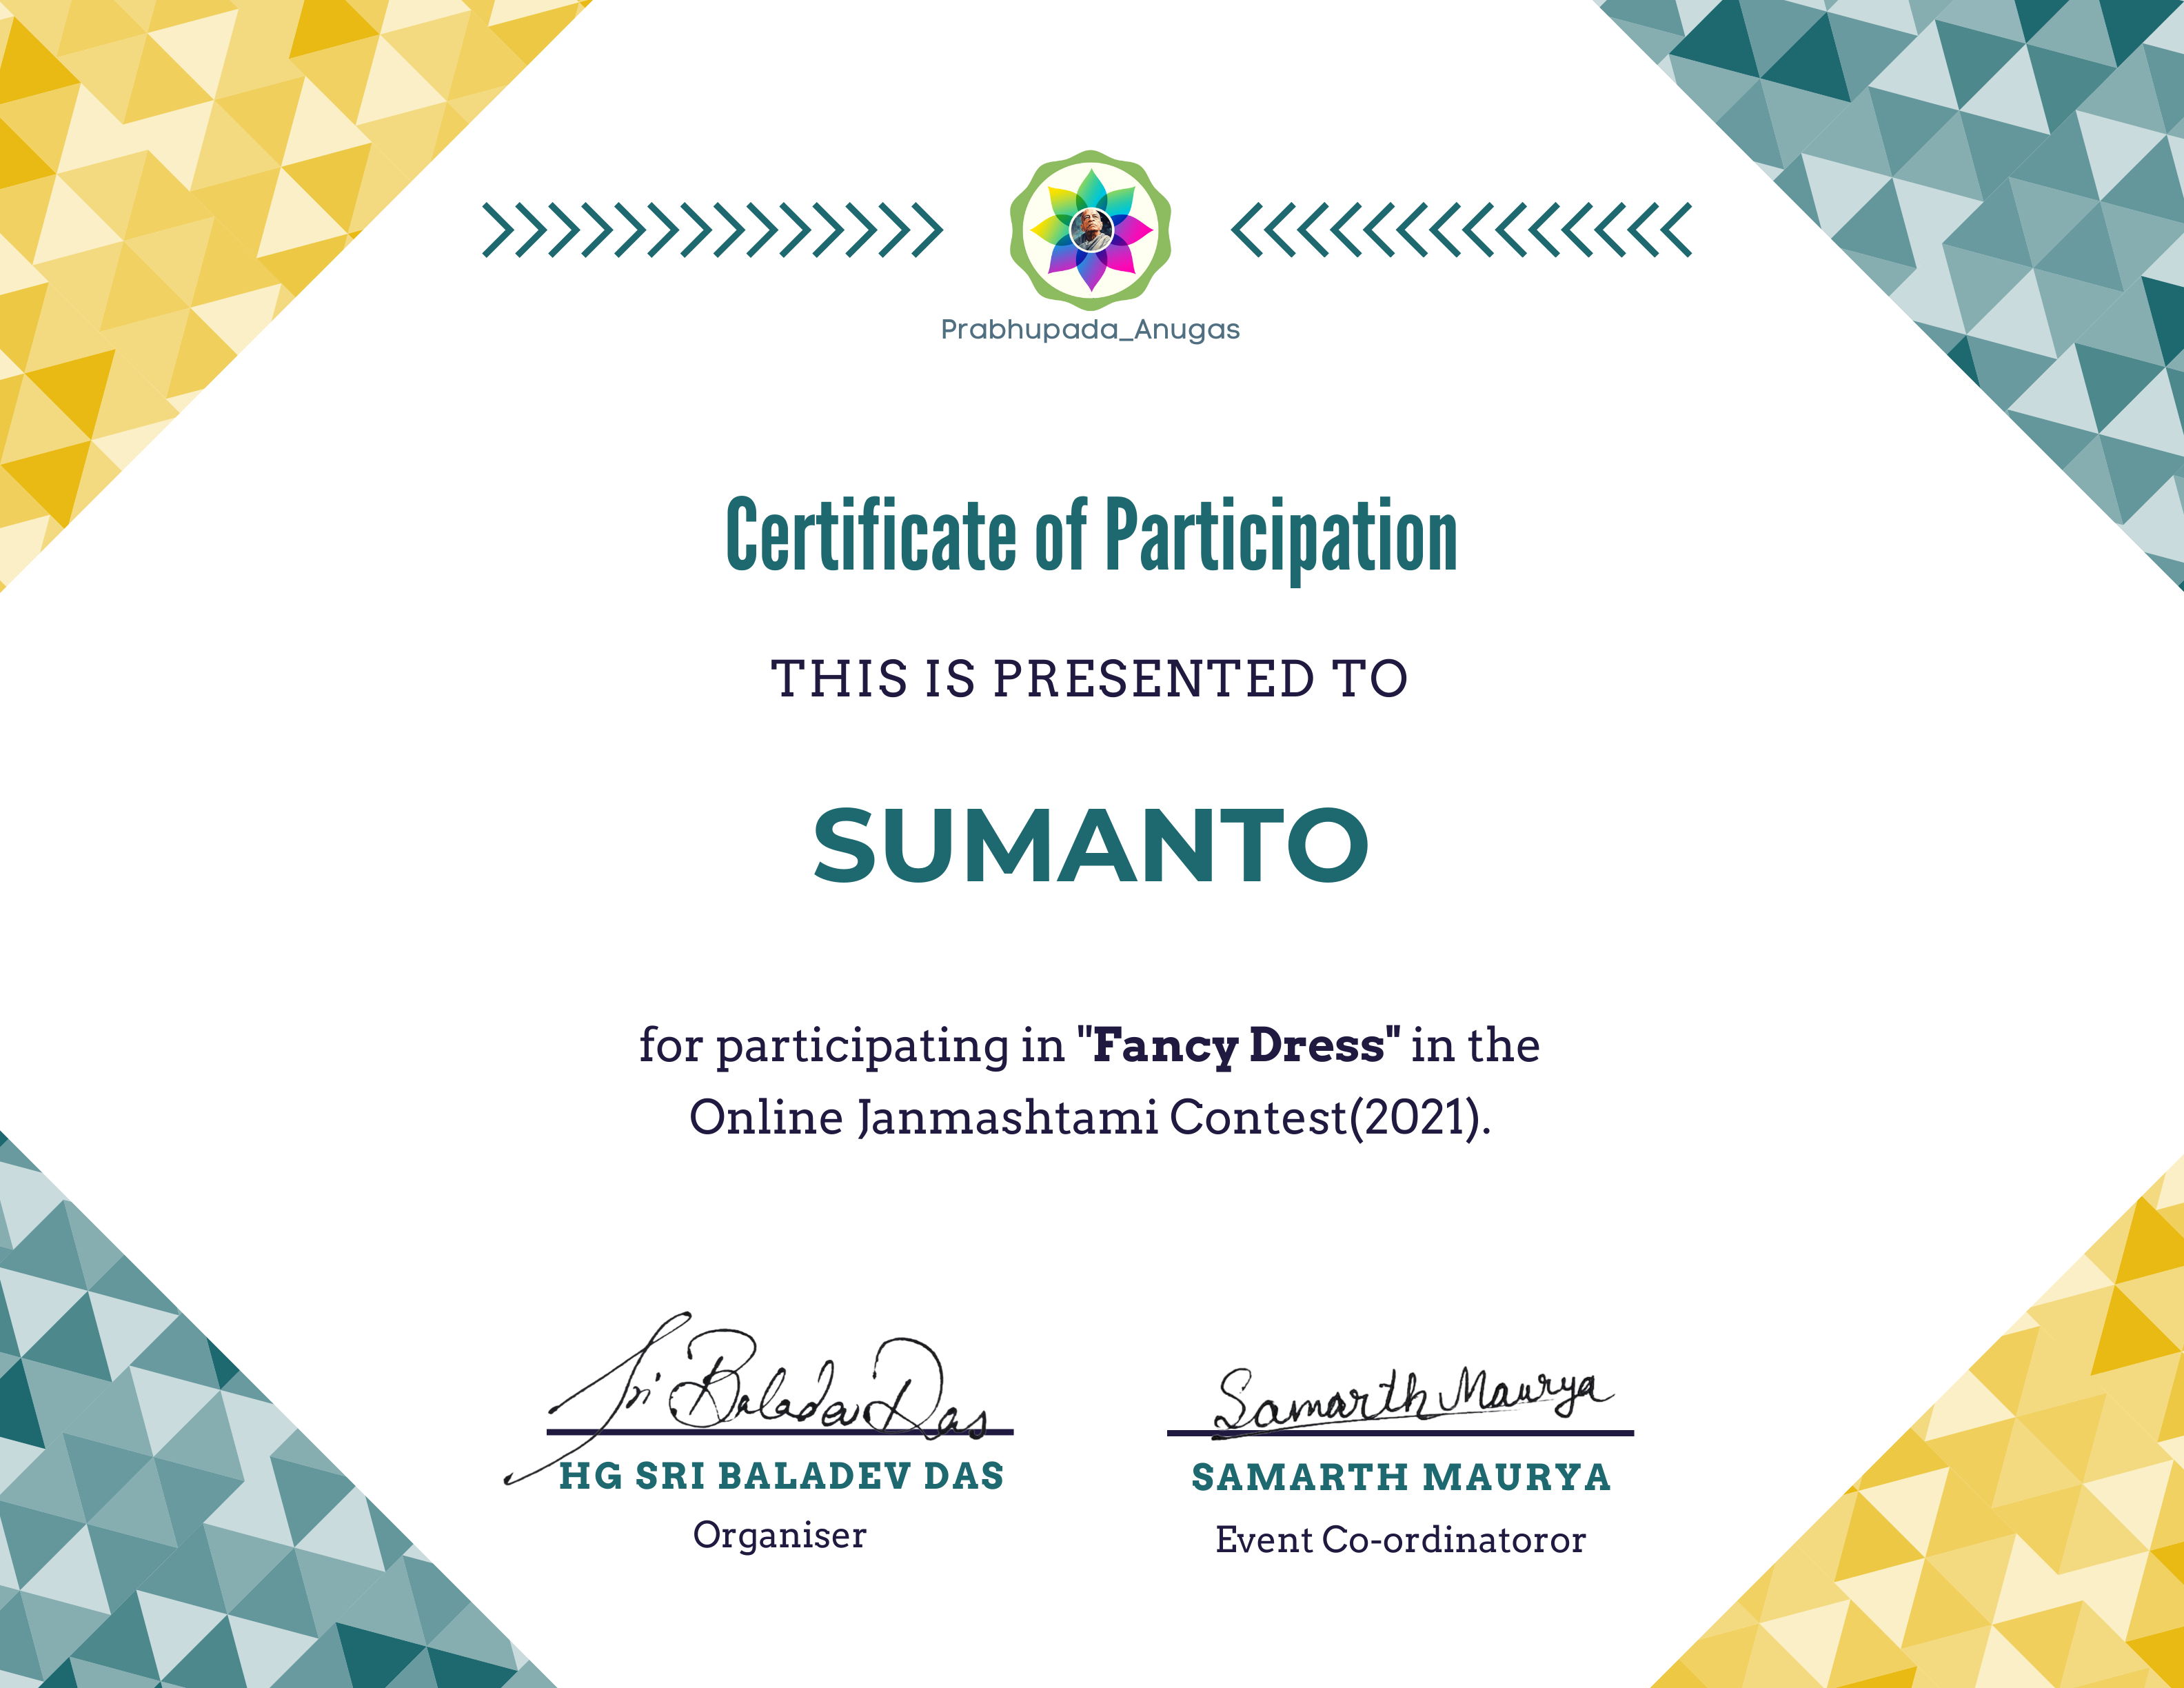 Prabhupada_Anugas
Certificate of Participation
THIS IS PRESENTED TO
SUMANTO
for participating in "Fancy Dress" in the
Online Janmashtami Contest(2021).
Sri Baladev Das
Samarth Maurya
HG SRI BALADEV DAS
SAMARTH MAURYA
Organiser
Event Co-ordinatoror